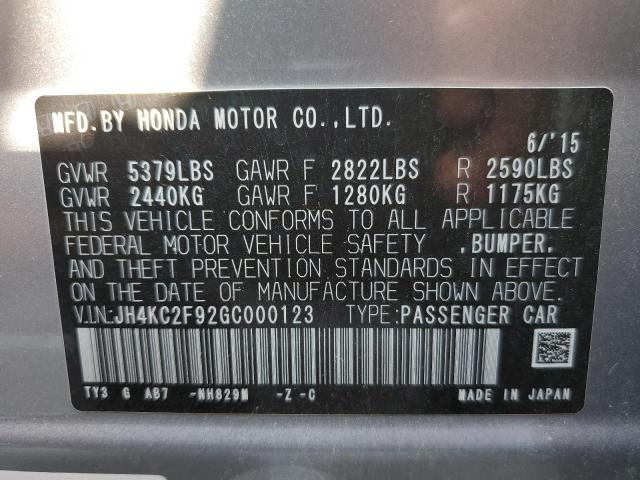 MFD.BY HONDA MOTOR CO.,LTD.
6/'15
GVWR 5379LBS GAWR F 2822LBS R 2590LBS
GVWR 2440KG GAWR F 1280KG R 1175KG
THIS VEHICLE CONFORMS TO ALL APPLICABLE
FEDERAL MOTOR VEHICLE SAFETY ,BUMPER,
AND THEFT PREVENTION STANDARDS IN EFFECT
ON THE DATE OF MANUFACTURE SHOWN ABOVE.
V.I.N.:JH4KC2F92GC000123 TYPE:PASSENGER CAR
TY3 G AB7 -NH829M -Z -C MADE IN JAPAN